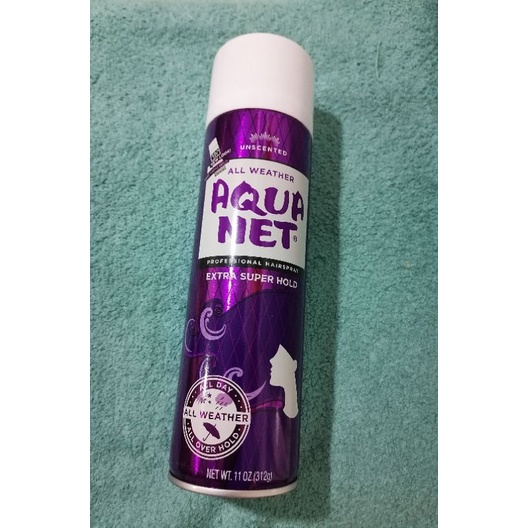 UNSCENTED
ALL WEATHER
AQUA
NET®
PROFESSIONAL HAIRSPRAY
EXTRA SUPER HOLD
ALL DAY
ALL WEATHER
ALL OVER HOLD
NET WT. 11 OZ (312g)